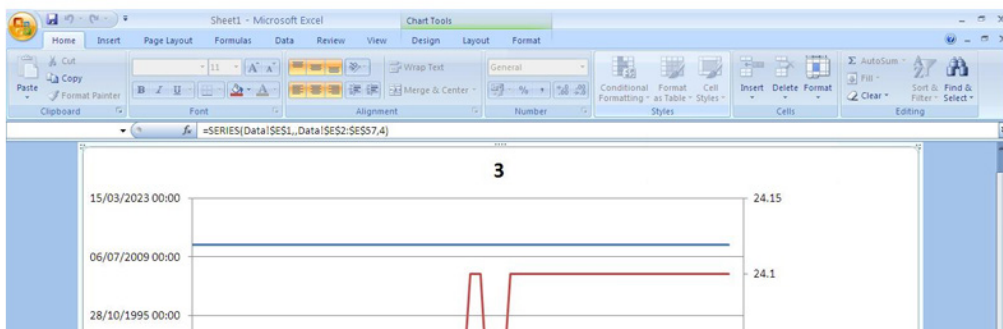 Sheet1 - Microsoft Excel
Chart Tools
Home Insert Page Layout Formulas Data Review View Design Layout Format
Paste
Cut
Copy
Format Painter
Clipboard
11 A A
B I U A
Font
Wrap Text
Merge & Center
Alignment
General
%
Number
Conditional Formatting
Format as Table
Cell Styles
Styles
Insert Delete Format
Cells
Σ AutoSum
Fill
Clear
Sort & Filter
Find & Select
Editing
fx =SERIES(Data!$E$1,,Data!$E$2:$E$57,4)
3
15/03/2023 00:00
24.15
06/07/2009 00:00
24.1
28/10/1995 00:00